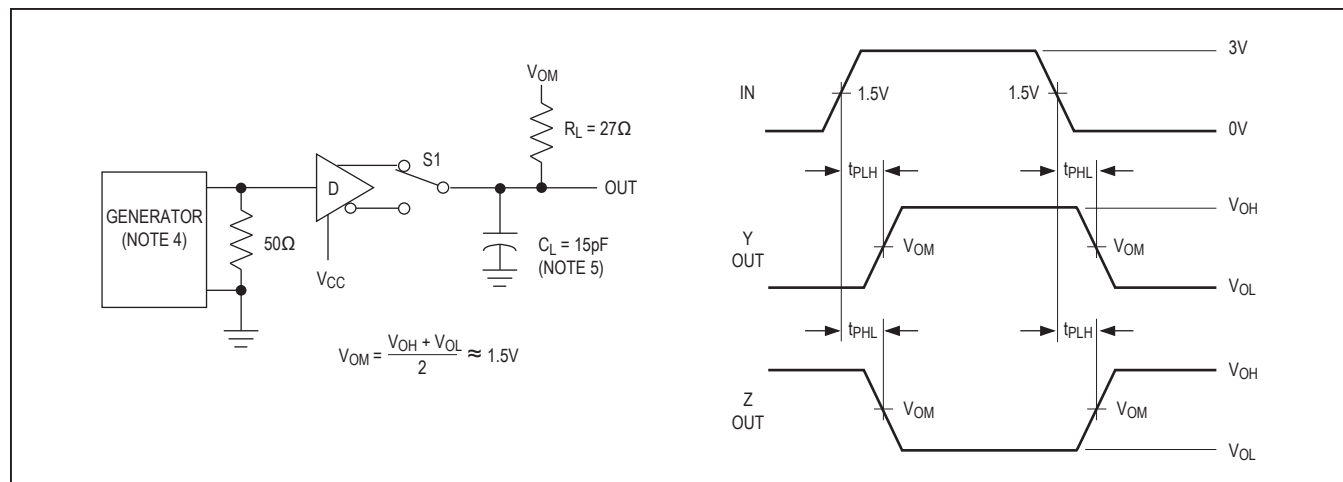 GENERATOR
(NOTE 4)
50Ω
D
V_CC
S1
V_OM
R_L = 27Ω
OUT
C_L = 15pF
(NOTE 5)
V_OM = V_OH + V_OL / 2 ≈ 1.5V
IN
1.5V
1.5V
3V
0V
t_PLH
t_PHL
Y
OUT
V_OM
V_OM
V_OH
V_OL
t_PHL
t_PLH
Z
OUT
V_OM
V_OM
V_OH
V_OL